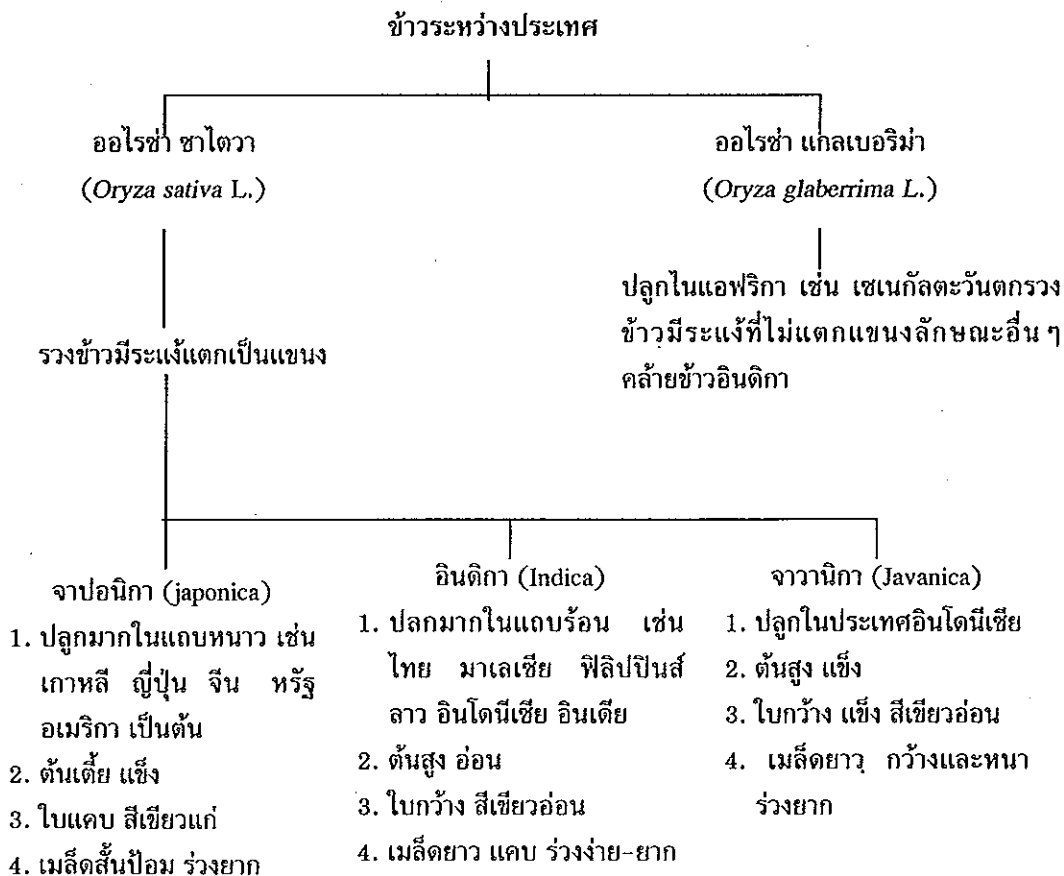 ข้าวระหว่างประเทศ
ออไรซ่า ซาไตวา
(Oryza sativa L.)
รวงข้าวมีระแง้แตกเป็นแขนง
ออไรซ่า แกลเบอริม่า
(Oryza glaberrima L.)
ปลูกในแอฟริกา เช่น เซเนกัลตะวันตกรวง
ข้าวมีระแง้ที่ไม่แตกแขนงลักษณะอื่น ๆ
คล้ายข้าวอินดิกา
จาปอนิกา (japonica)
1. ปลูกมากในแถบหนาว เช่น
เกาหลี ญี่ปุ่น จีน หรัฐ
อเมริกา เป็นต้น
2. ต้นเตี้ย แข็ง
3. ใบแคบ สีเขียวแก่
4. เมล็ดสั้นป้อม ร่วงยาก
อินดิกา (Indica)
1. ปลกมากในแถบร้อน เช่น
ไทย มาเลเซีย ฟิลิปปินส์
ลาว อินโดนีเซีย อินเดีย
2. ต้นสูง อ่อน
3. ใบกว้าง สีเขียวอ่อน
4. เมล็ดยาว แคบ ร่วงง่าย-ยาก
จาวานิกา (Javanica)
1. ปลูกในประเทศอินโดนีเซีย
2. ต้นสูง แข็ง
3. ใบกว้าง แข็ง สีเขียวอ่อน
4. เมล็ดยาว กว้างและหนา
ร่วงยาก